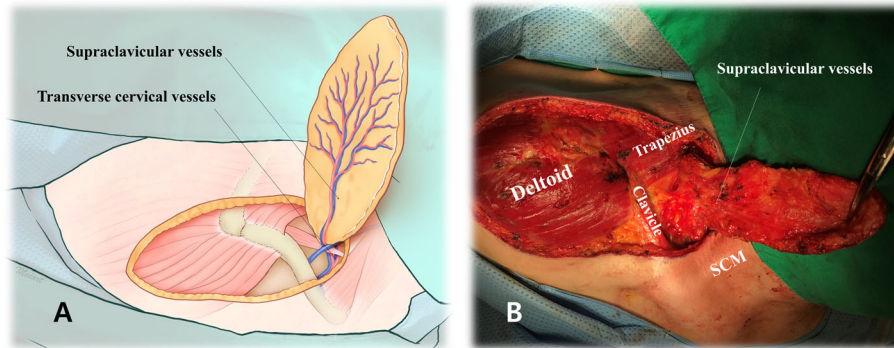 Supraclavicular vessels
Transverse cervical vessels
A
Supraclavicular vessels
Trapezius
Deltoid
Clavicle
SCM
B